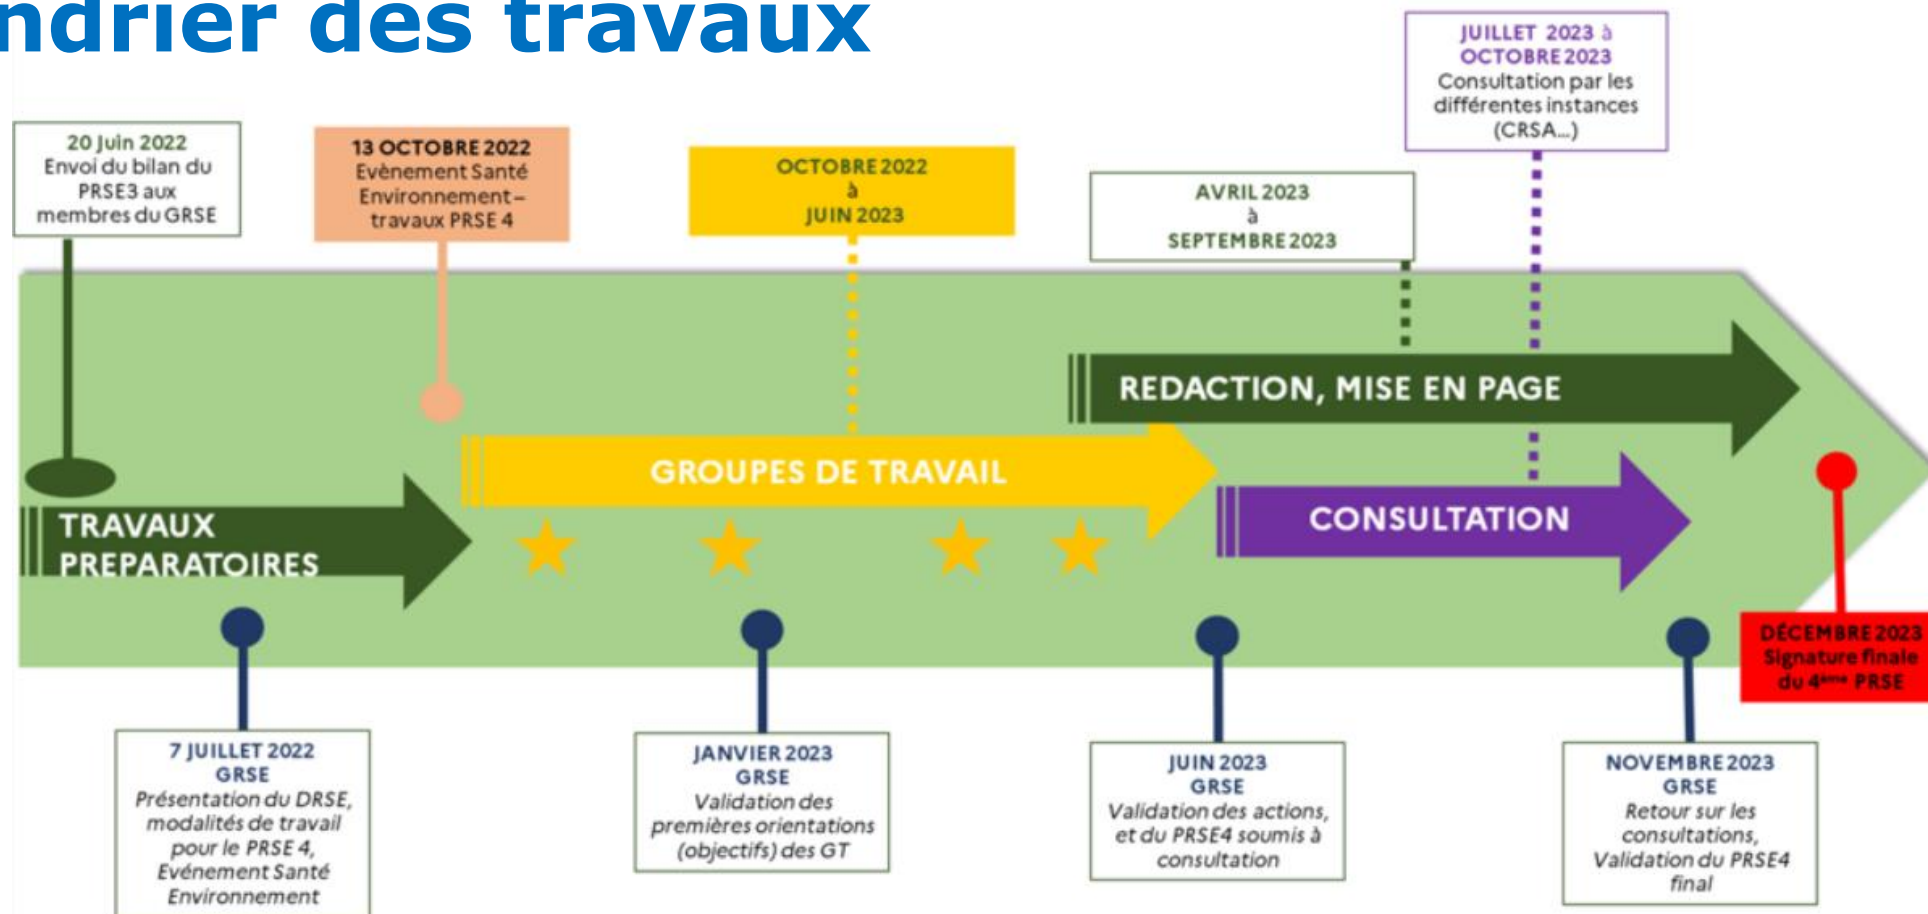 ndrier des travaux
JUILLET 2023 à
OCTOBRE 2023
Consultation par les
différentes instances
(CRSA...)
20 Juin 2022
Envoi du bilan du
PRSE3 aux
membres du GRSE
13 OCTOBRE 2022
Evènement Santé
Environnement –
travaux PRSE 4
OCTOBRE 2022
à
JUIN 2023
AVRIL 2023
à
SEPTEMBRE 2023
REDACTION, MISE EN PAGE
GROUPES DE TRAVAIL
CONSULTATION
TRAVAUX
PREPARATOIRES
DÉCEMBRE 2023
Signature finale
du 4ème PRSE
7 JUILLET 2022
GRSE
Présentation du DRSE,
modalités de travail
pour le PRSE 4,
Evénement Santé
Environnement
JANVIER 2023
GRSE
Validation des
premières orientations
(objectifs) des GT
JUIN 2023
GRSE
Validation des actions,
et du PRSE4 soumis à
consultation
NOVEMBRE 2023
GRSE
Retour sur les
consultations,
Validation du PRSE4
final